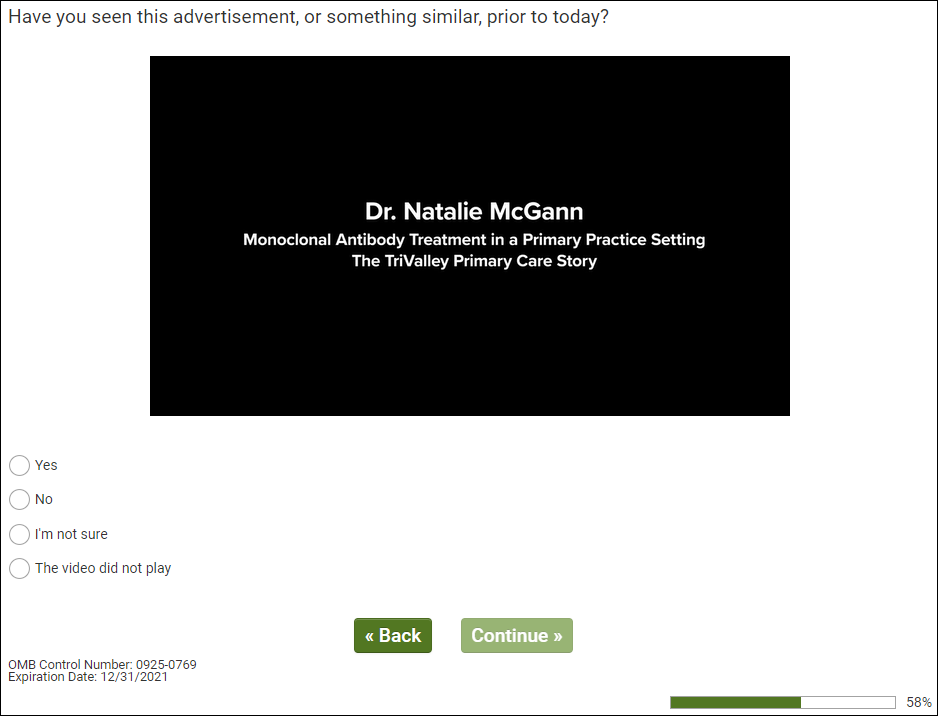 Have you seen this advertisement, or something similar, prior to today?
Dr. Natalie McGann
Monoclonal Antibody Treatment in a Primary Practice Setting
The TriValley Primary Care Story
Yes
No
I'm not sure
The video did not play
« Back
Continue »
OMB Control Number: 0925-0769
Expiration Date: 12/31/2021
58%